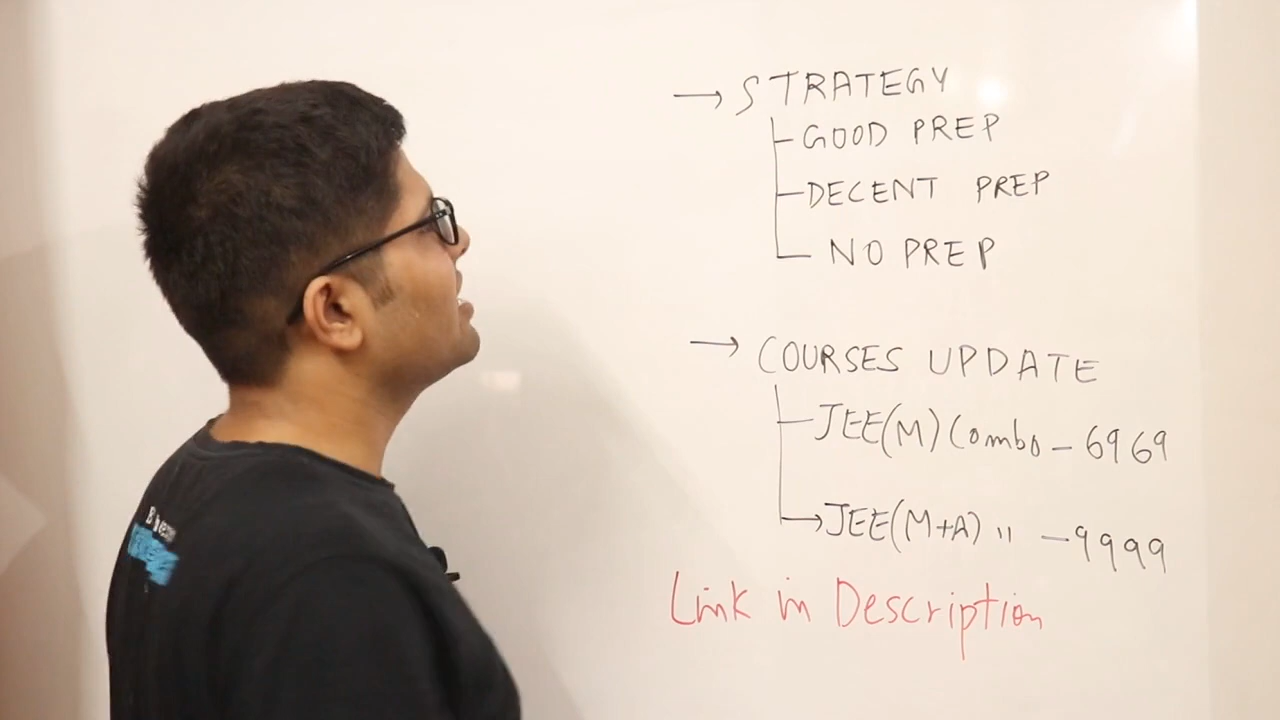 → STRATEGY
GOOD PREP
DECENT PREP
NO PREP
→ COURSES UPDATE
JEE(M) Combo - 6969
→ JEE(M+A) " - 9999
Link in Description